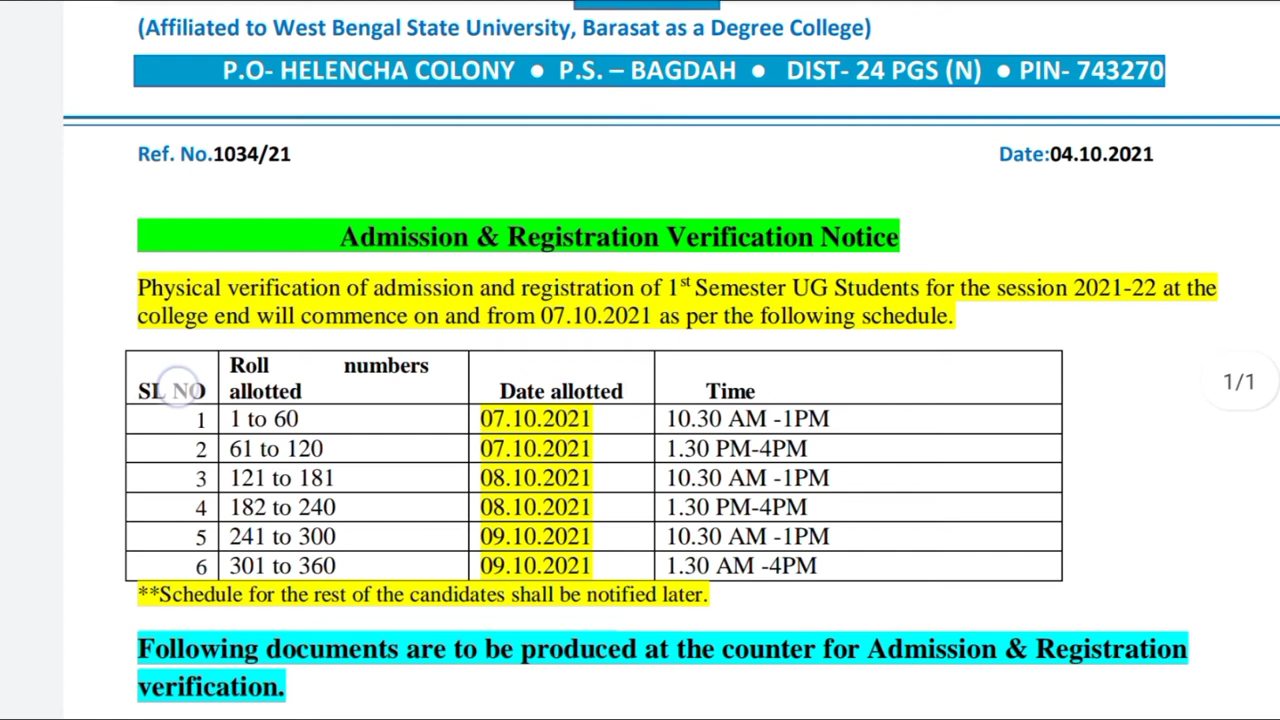 (Affiliated to West Bengal State University, Barasat as a Degree College)
P.O- HELENCHA COLONY ● P.S. – BAGDAH ● DIST- 24 PGS (N) ● PIN- 743270
Ref. No.1034/21 Date:04.10.2021
Admission & Registration Verification Notice
Physical verification of admission and registration of 1st Semester UG Students for the session 2021-22 at the
college end will commence on and from 07.10.2021 as per the following schedule.
SL NO Roll numbers allotted Date allotted Time
1 1 to 60 07.10.2021 10.30 AM -1PM
2 61 to 120 07.10.2021 1.30 PM-4PM
3 121 to 181 08.10.2021 10.30 AM -1PM
4 182 to 240 08.10.2021 1.30 PM-4PM
5 241 to 300 09.10.2021 10.30 AM -1PM
6 301 to 360 09.10.2021 1.30 AM -4PM
**Schedule for the rest of the candidates shall be notified later.
Following documents are to be produced at the counter for Admission & Registration
verification.
1/1